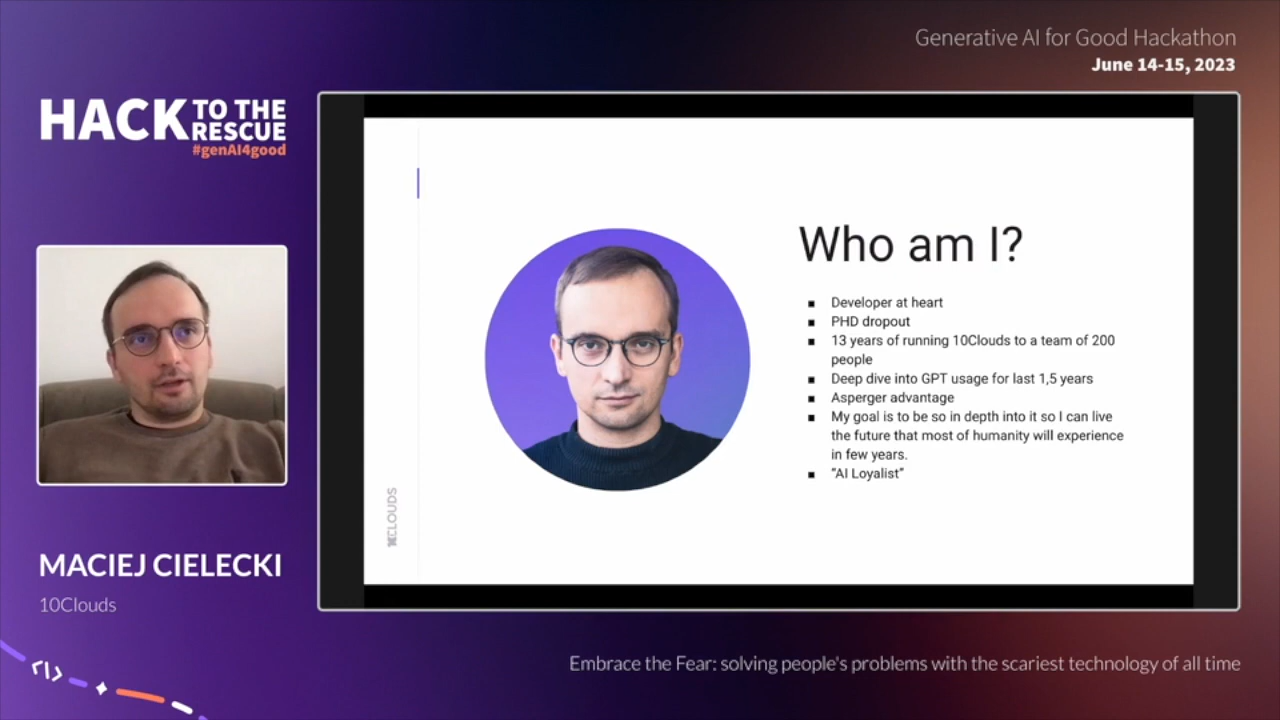 Generative AI for Good Hackathon
June 14-15, 2023
HACK TO THE
RESCUE
#genAI4good
Who am I?
Developer at heart
PHD dropout
13 years of running 10Clouds to a team of 200
people
Deep dive into GPT usage for last 1,5 years
Asperger advantage
My goal is to be so in depth into it so I can live
the future that most of humanity will experience
in few years.
“AI Loyalist”
10CLOUDS
MACIEJ CIELECKI
10Clouds
Embrace the Fear: solving people's problems with the scariest technology of all time